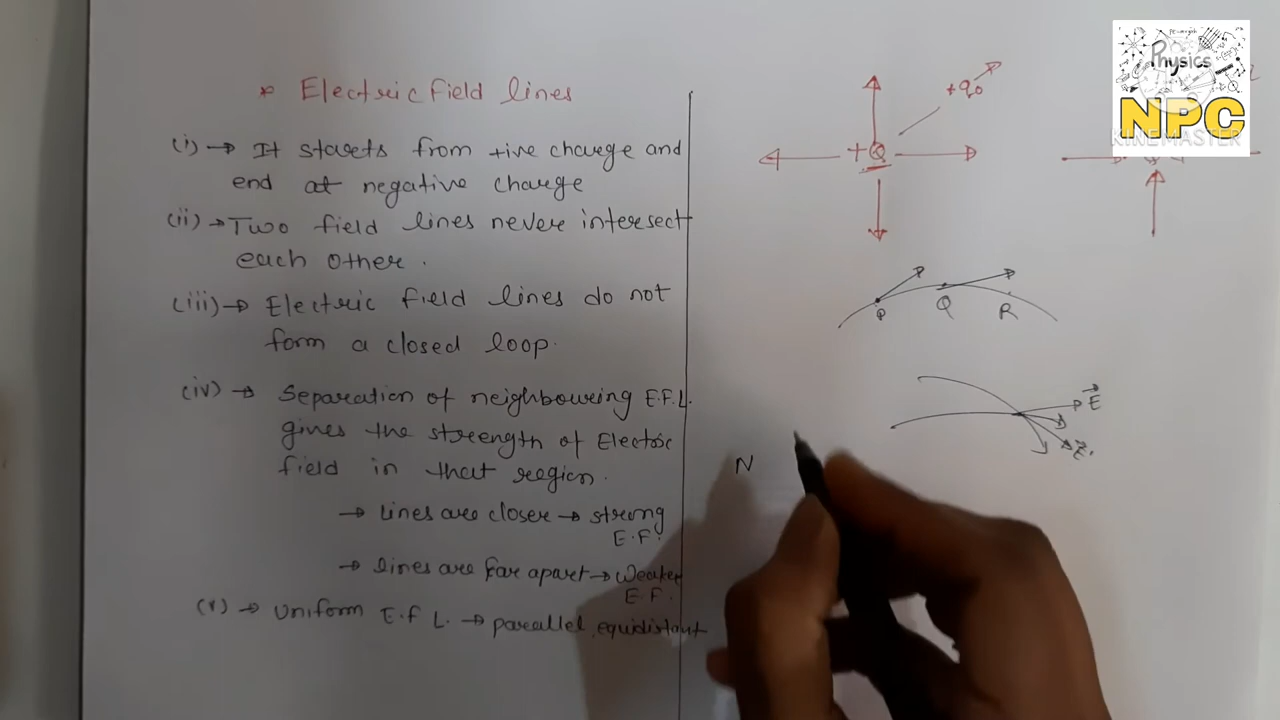 * Electric field lines
(i) → It starts from +ive charge and
end at negative charge
(ii) → Two field lines never intersect
each other.
(iii) → Electric field lines do not
form a closed loop.
(iv) → Separation of neighbouring E.F.L.
gives the strength of Electric
field in that region.
→ lines are closer → strong
E.F.
→ lines are far apart → weaker
E.F.
(v) → Uniform E.F L. → parallel, equidistant
+q₀
+Q
P Q R
E⃗
E⃗.
N
Physics
NPC
KINEMASTER